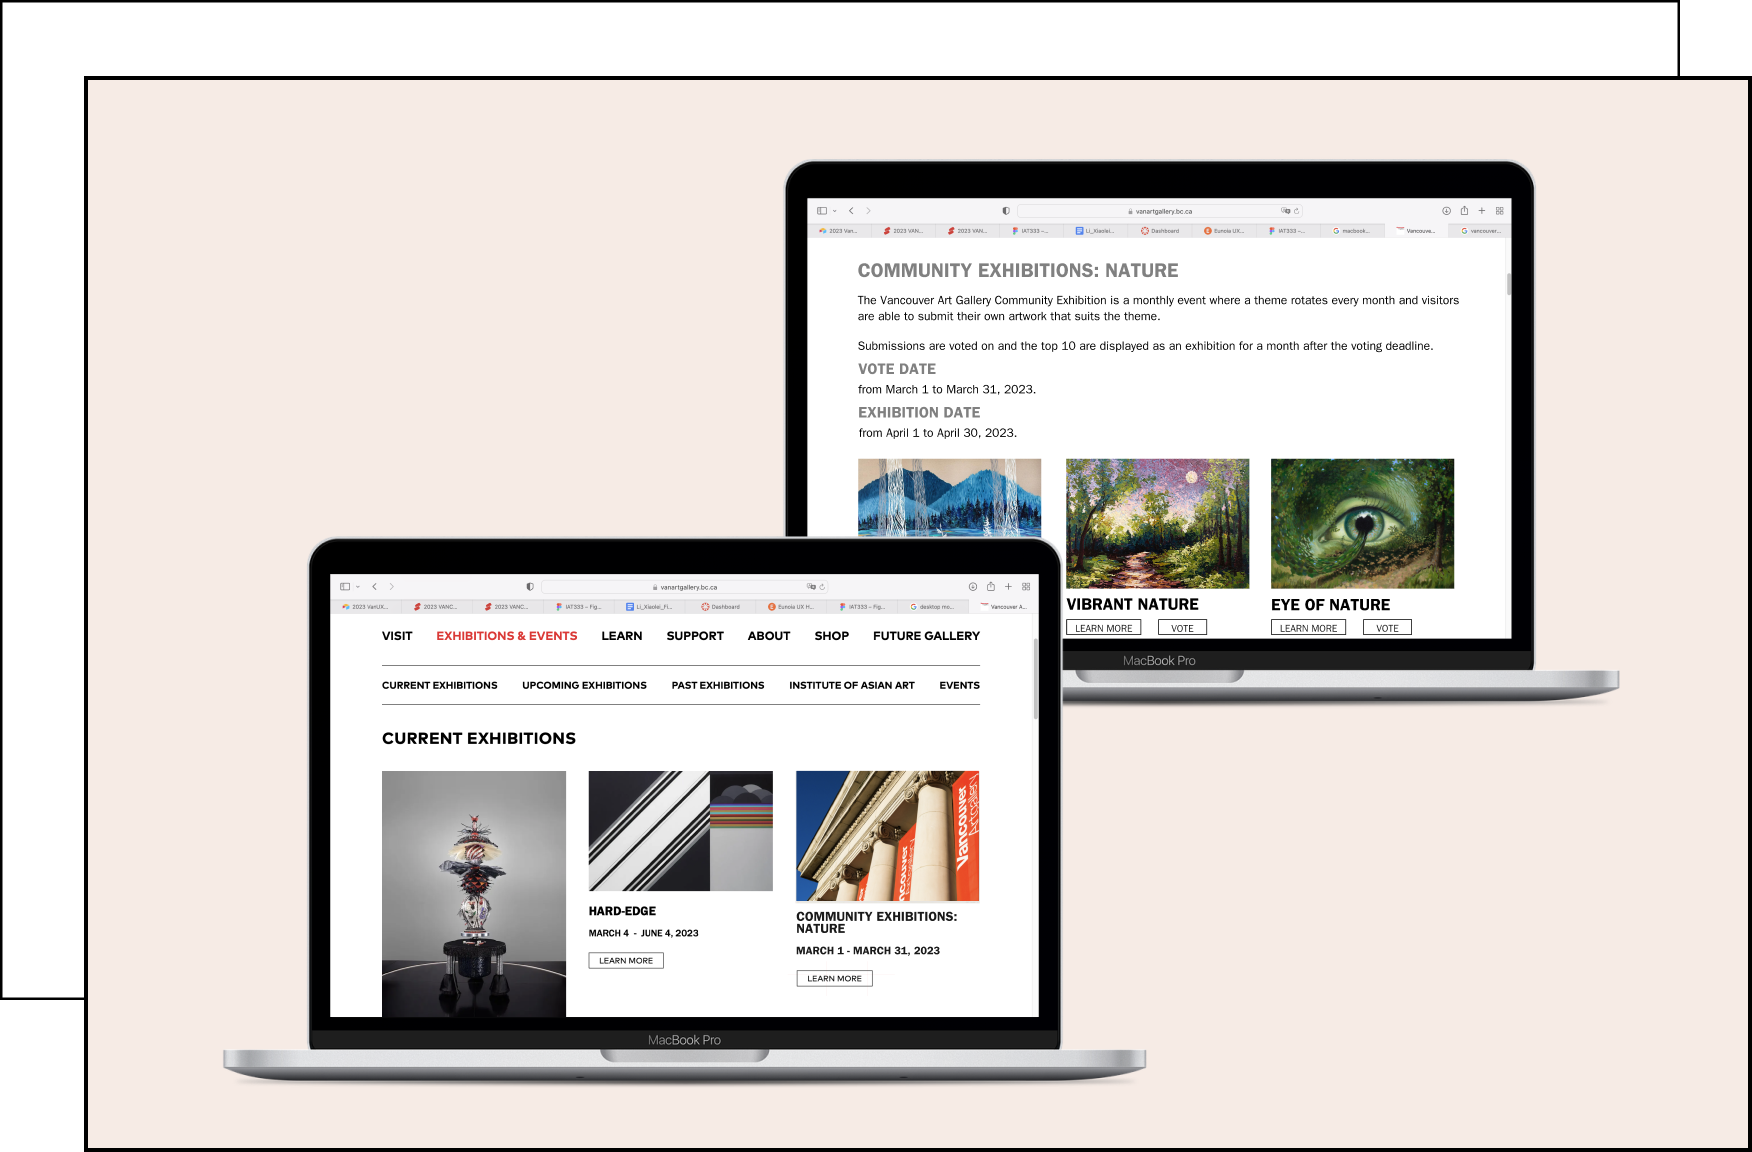 vanartgallery.bc.ca
2023 Van...
2023 VAN...
2023 VAN...
IAT333 –...
Li_Xiaolei...
Dashboard
Eunoia UX...
IAT333 –...
macbook...
Vancouve...
vancouver...
COMMUNITY EXHIBITIONS: NATURE
The Vancouver Art Gallery Community Exhibition is a monthly event where a theme rotates every month and visitors
are able to submit their own artwork that suits the theme.
Submissions are voted on and the top 10 are displayed as an exhibition for a month after the voting deadline.
VOTE DATE
from March 1 to March 31, 2023.
EXHIBITION DATE
from April 1 to April 30, 2023.
VIBRANT NATURE
LEARN MORE
VOTE
EYE OF NATURE
LEARN MORE
VOTE
MacBook Pro
vanartgallery.bc.ca
2023 VanUX...
2023 VANC...
2023 VANC...
IAT333 – Fig...
Li_Xiaolei_Fi...
Dashboard
Eunoia UX H...
IAT333 – Fig...
desktop mo...
Vancouver A...
VISIT EXHIBITIONS & EVENTS LEARN SUPPORT ABOUT SHOP FUTURE GALLERY
CURRENT EXHIBITIONS UPCOMING EXHIBITIONS PAST EXHIBITIONS INSTITUTE OF ASIAN ART EVENTS
CURRENT EXHIBITIONS
HARD-EDGE
MARCH 4 - JUNE 4, 2023
LEARN MORE
Vancouver
Artgallery
COMMUNITY EXHIBITIONS:
NATURE
MARCH 1 - MARCH 31, 2023
LEARN MORE
MacBook Pro